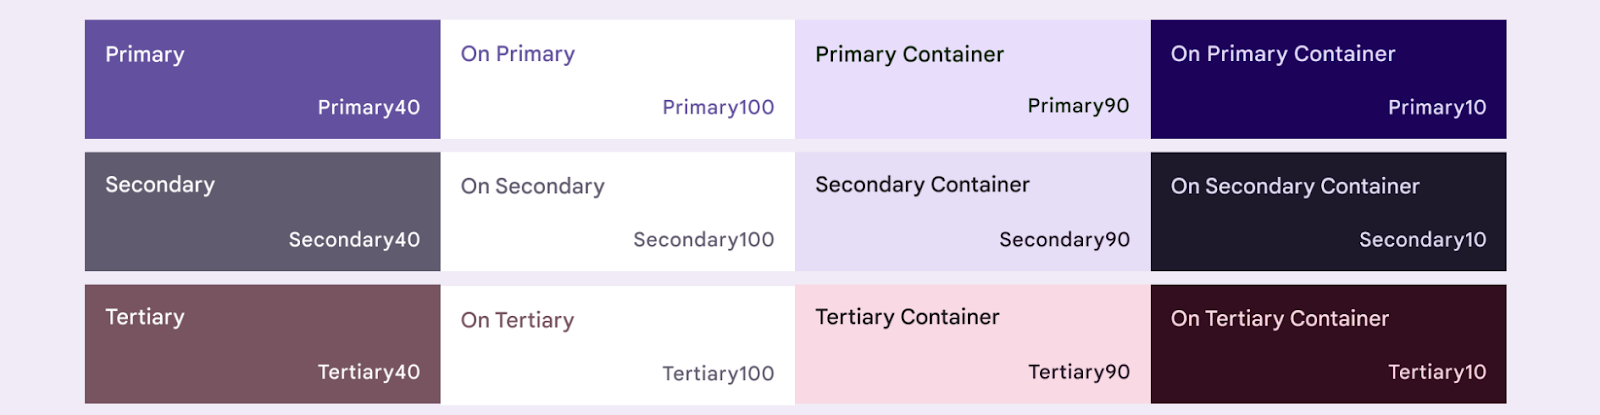 Primary
Primary40
On Primary
Primary100
Primary Container
Primary90
On Primary Container
Primary10
Secondary
Secondary40
On Secondary
Secondary100
Secondary Container
Secondary90
On Secondary Container
Secondary10
Tertiary
Tertiary40
On Tertiary
Tertiary100
Tertiary Container
Tertiary90
On Tertiary Container
Tertiary10